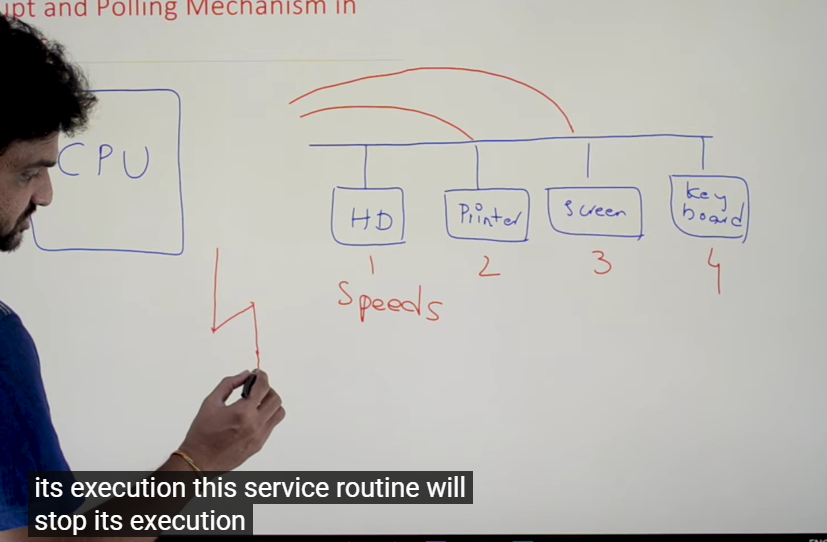 upt and Polling Mechanism in
CPU
HD
Printer
Screen
Key
board
1
2
3
4
Speeds
its execution this service routine will
stop its execution